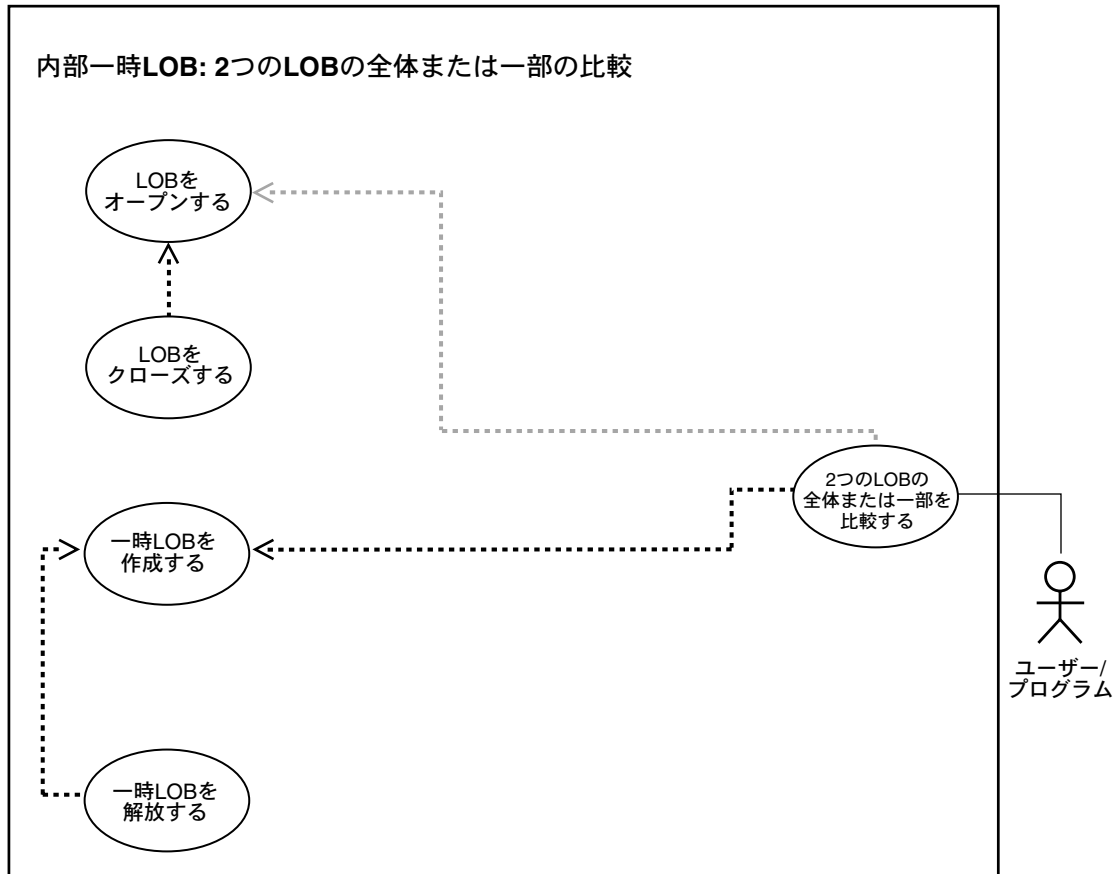 内部一時LOB: 2つのLOBの全体または一部の比較
LOBを
オープンする
LOBを
クローズする
2つのLOBの
全体または一部を
比較する
一時LOBを
作成する
ユーザー/
プログラム
一時LOBを
解放する